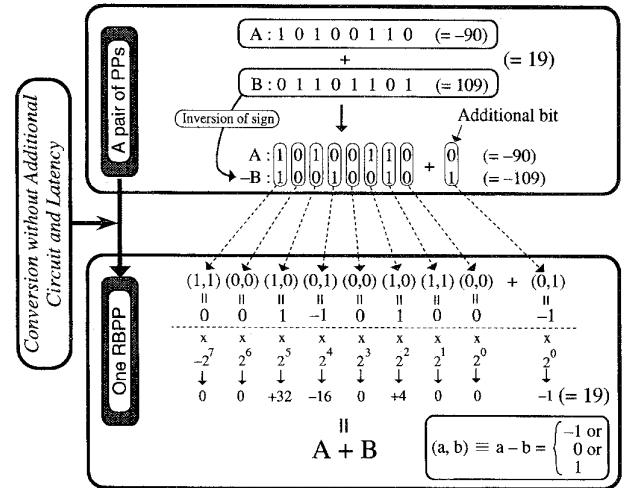 A : 1 0 1 0 0 1 1 0 (= –90)
+
(= 19)
B : 0 1 1 0 1 1 0 1 (= 109)
Inversion of sign
Additional bit
A : 1 0 1 0 0 1 1 0 + 0 (= –90)
–B : 1 0 0 1 0 0 1 0 1 (= –109)
A pair of PPs
Conversion without Additional
Circuit and Latency
One RBPP
(1,1) (0,0) (1,0) (0,1) (0,0) (1,0) (1,1) (0,0) + (0,1)
= = = = = = = = =
0 0 1 –1 0 1 0 0 –1
x x x x x x x x x
–2^7 2^6 2^5 2^4 2^3 2^2 2^1 2^0 2^0
0 0 +32 –16 0 +4 0 0 –1 (= 19)
=
A + B
(a, b) ≡ a – b = { –1 or
0 or
1